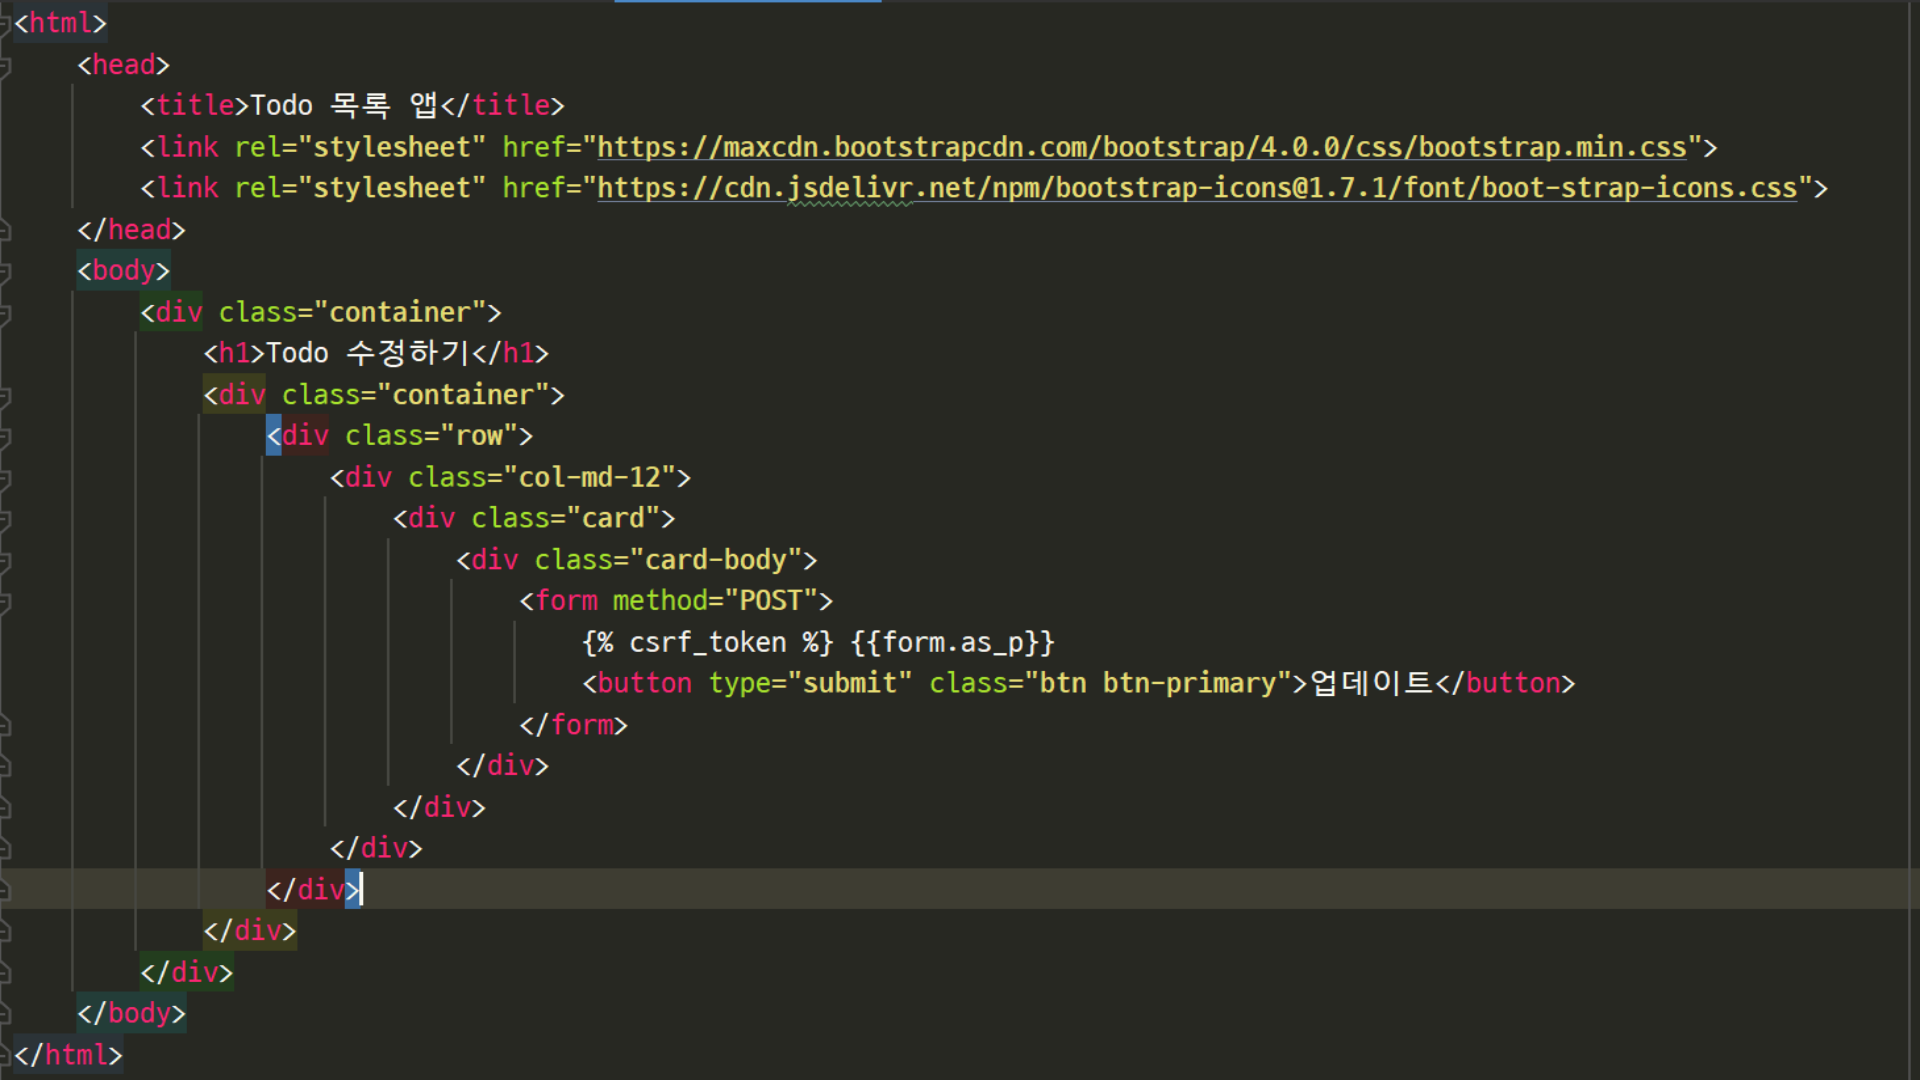 <html>
<head>
<title>Todo 목록 앱</title>
<link rel="stylesheet" href="https://maxcdn.bootstrapcdn.com/bootstrap/4.0.0/css/bootstrap.min.css">
<link rel="stylesheet" href="https://cdn.jsdelivr.net/npm/bootstrap-icons@1.7.1/font/boot-strap-icons.css">
</head>
<body>
<div class="container">
<h1>Todo 수정하기</h1>
<div class="container">
<div class="row">
<div class="col-md-12">
<div class="card">
<div class="card-body">
<form method="POST">
{% csrf_token %} {{form.as_p}}
<button type="submit" class="btn btn-primary">업데이트</button>
</form>
</div>
</div>
</div>
</div>
</div>
</div>
</body>
</html>